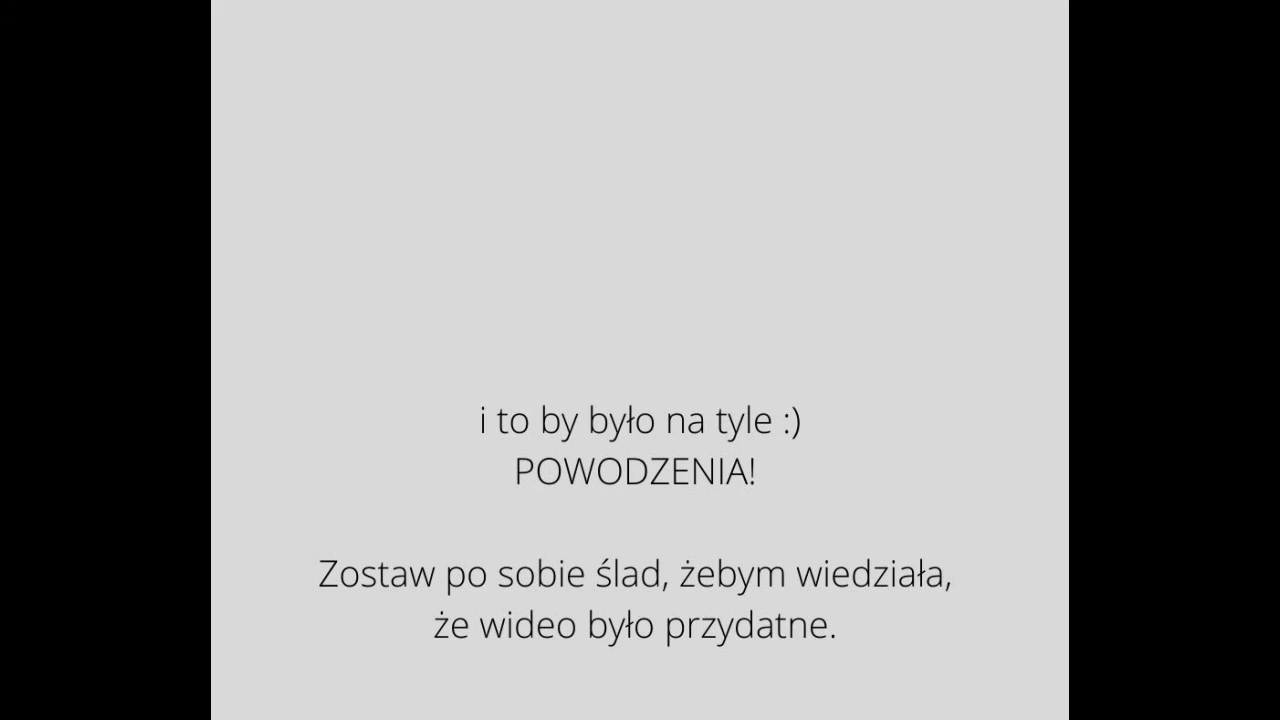 i to by było na tyle :)
POWODZENIA!
Zostaw po sobie ślad, żebym wiedziała,
że wideo było przydatne.